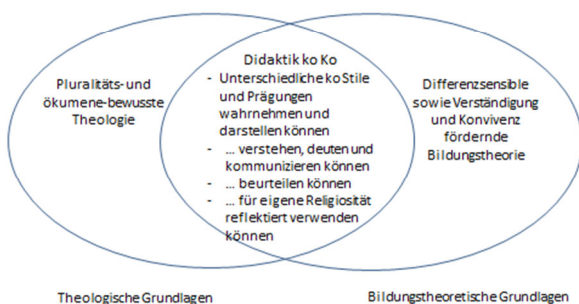 Pluralitäts- und
ökumene-bewusste
Theologie
Didaktik ko Ko
- Unterschiedliche ko Stile
und Prägungen
wahrnehmen und
darstellen können
- ... verstehen, deuten und
kommunizieren können
- ... beurteilen können
- ... für eigene Religiosität
reflektiert verwenden
können
Differenzsensible
sowie Verständigung
und Konvivenz
fördernde
Bildungstheorie
Theologische Grundlagen
Bildungstheoretische Grundlagen